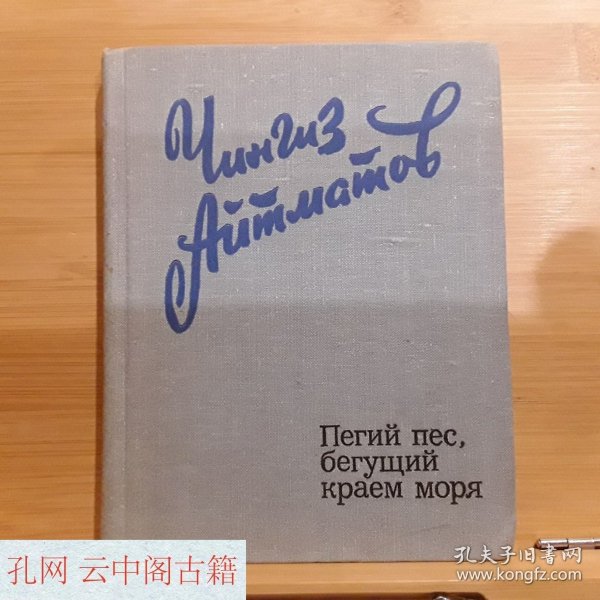 Чингиз
Айтматов
Пегий пес,
бегущий
краем моря
孔网 云中阁古籍
孔夫子旧书网
www.kongfz.com